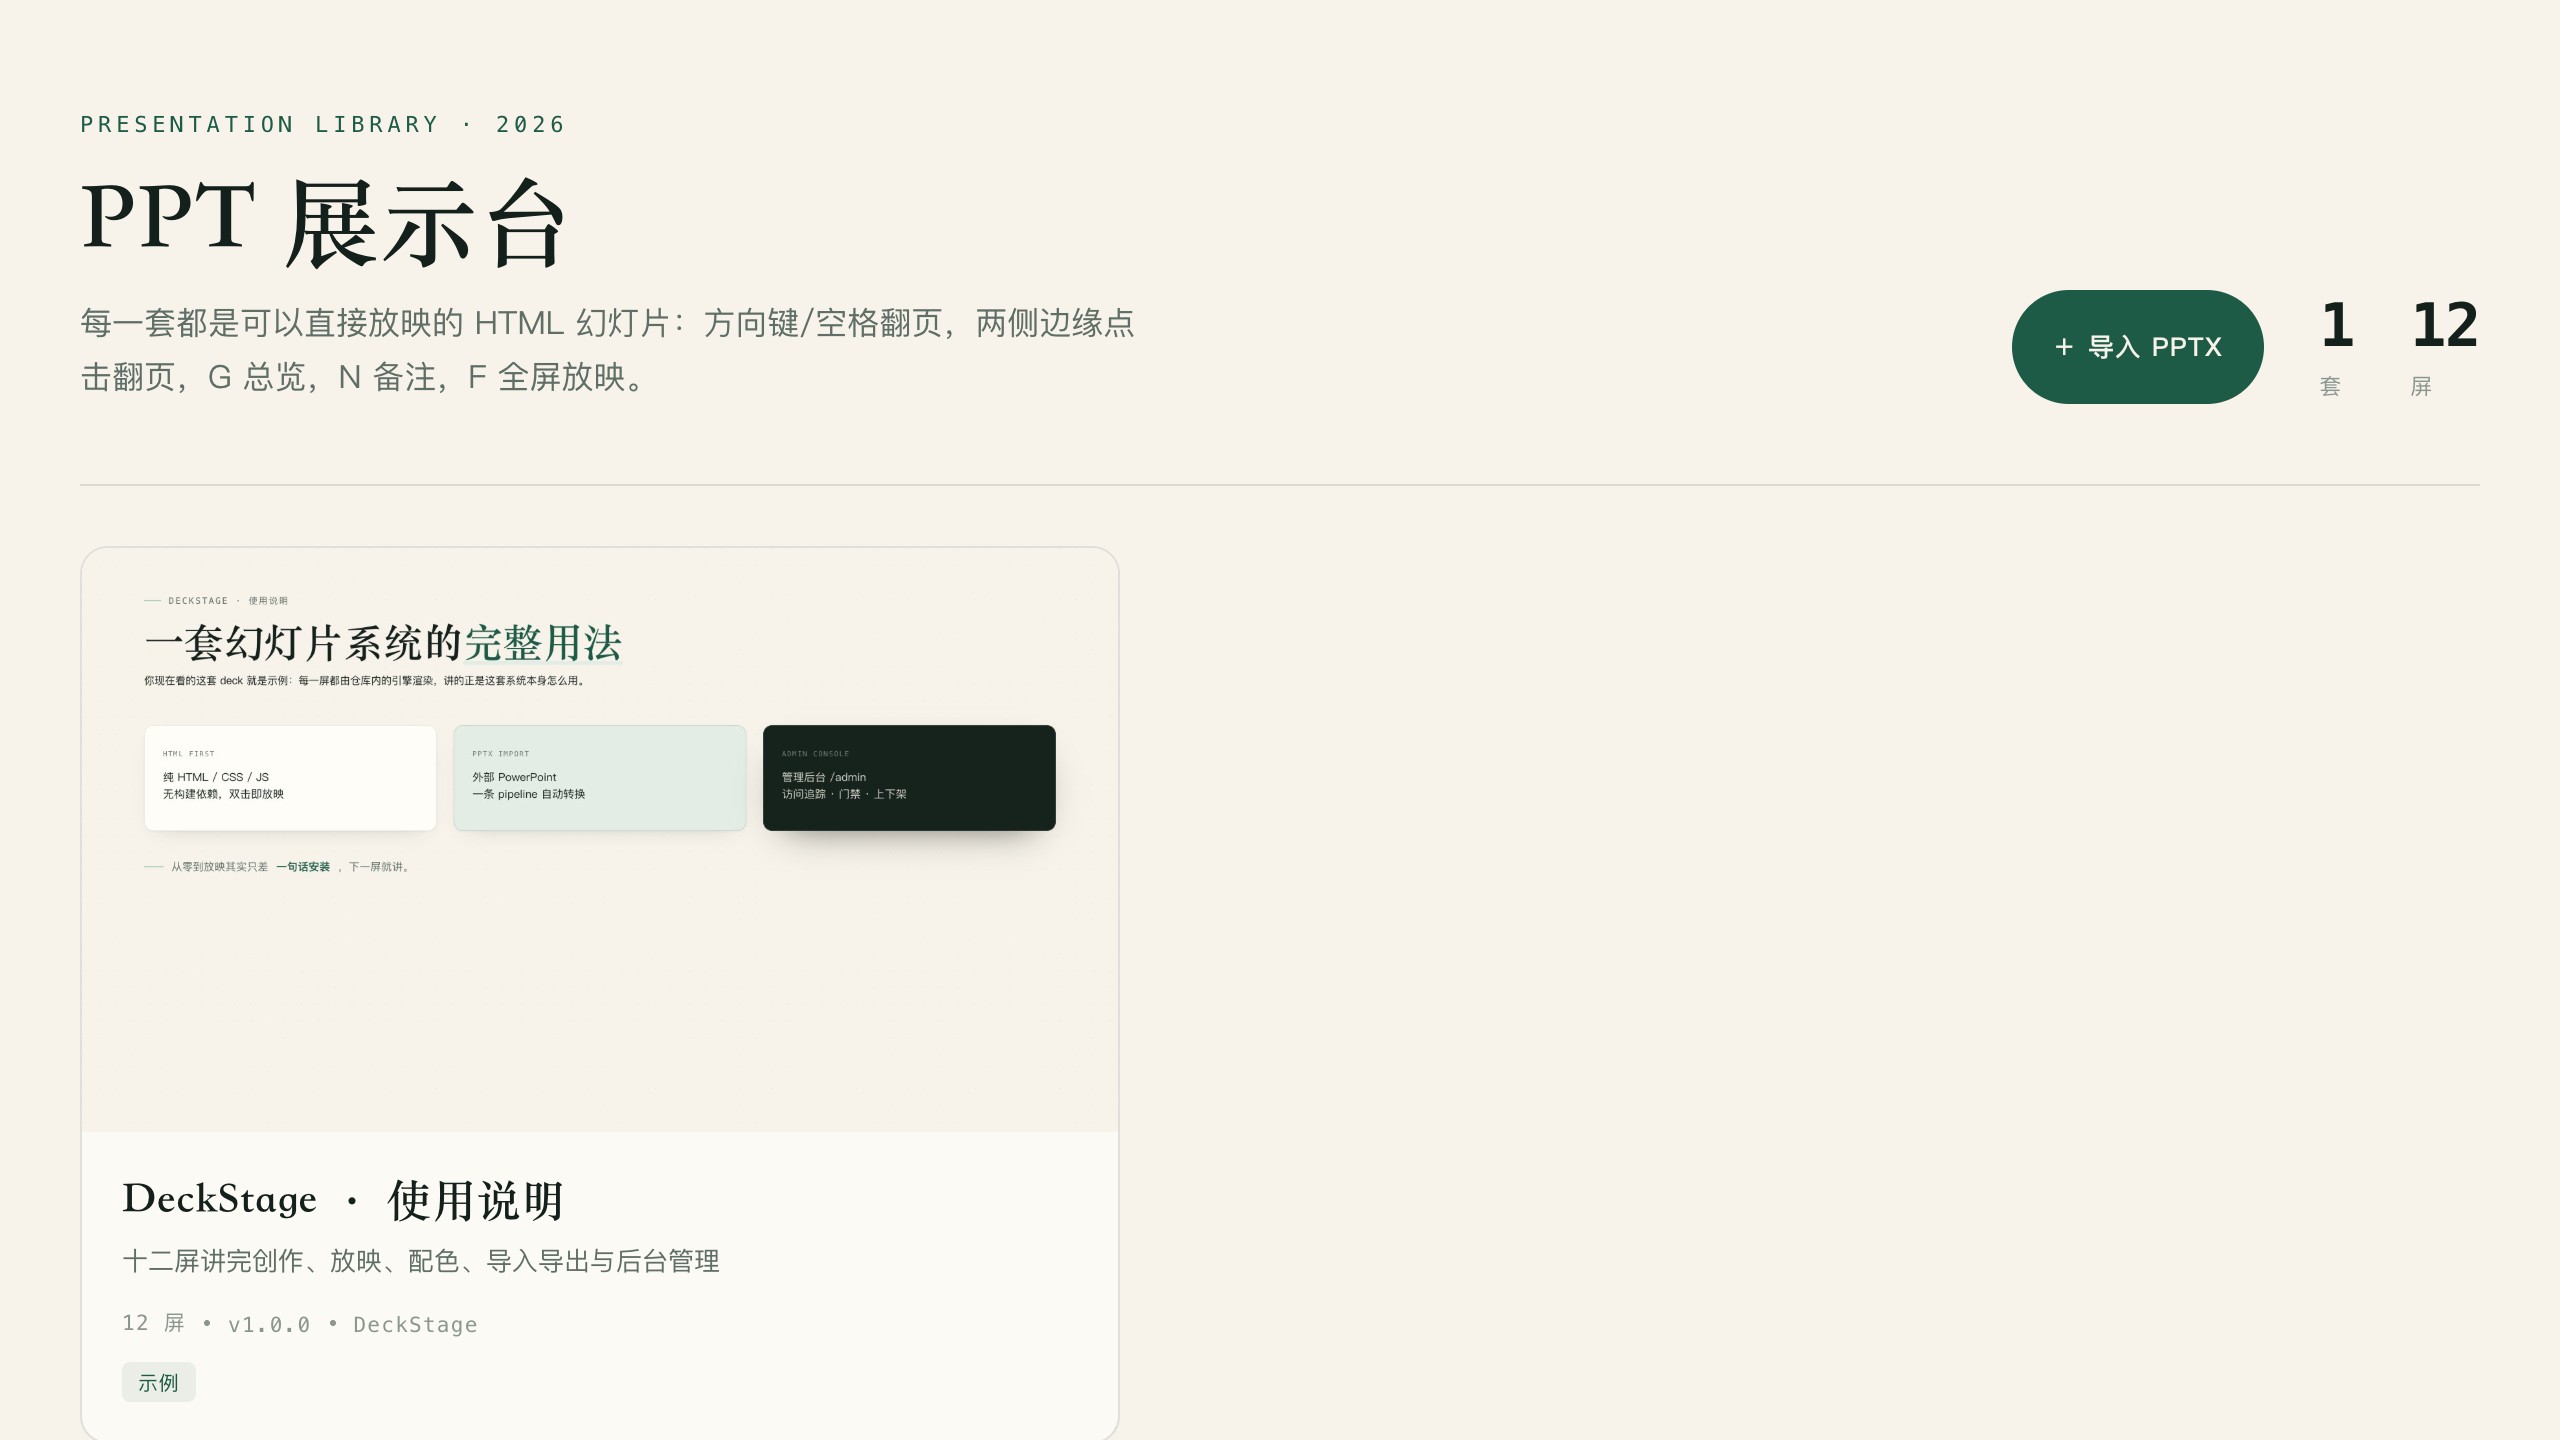 PRESENTATION LIBRARY · 2026
PPT 展示台
每一套都是可以直接放映的 HTML 幻灯片：方向键/空格翻页，两侧边缘点
击翻页，G 总览，N 备注，F 全屏放映。
+ 导入 PPTX
1 12
套 屏
DECKSTAGE · 使用说明
一套幻灯片系统的完整用法
你现在看的这套 deck 就是示例：每一屏都由仓库内的引擎渲染，讲的正是这套系统本身怎么用。
HTML FIRST
纯 HTML / CSS / JS
无构建依赖，双击即放映
PPTX IMPORT
外部 PowerPoint
一条 pipeline 自动转换
ADMIN CONSOLE
管理后台 /admin
访问追踪 · 门禁 · 上下架
从零到放映其实只差 一句话安装 ，下一屏就讲。
DeckStage · 使用说明
十二屏讲完创作、放映、配色、导入导出与后台管理
12 屏 • v1.0.0 • DeckStage
示例